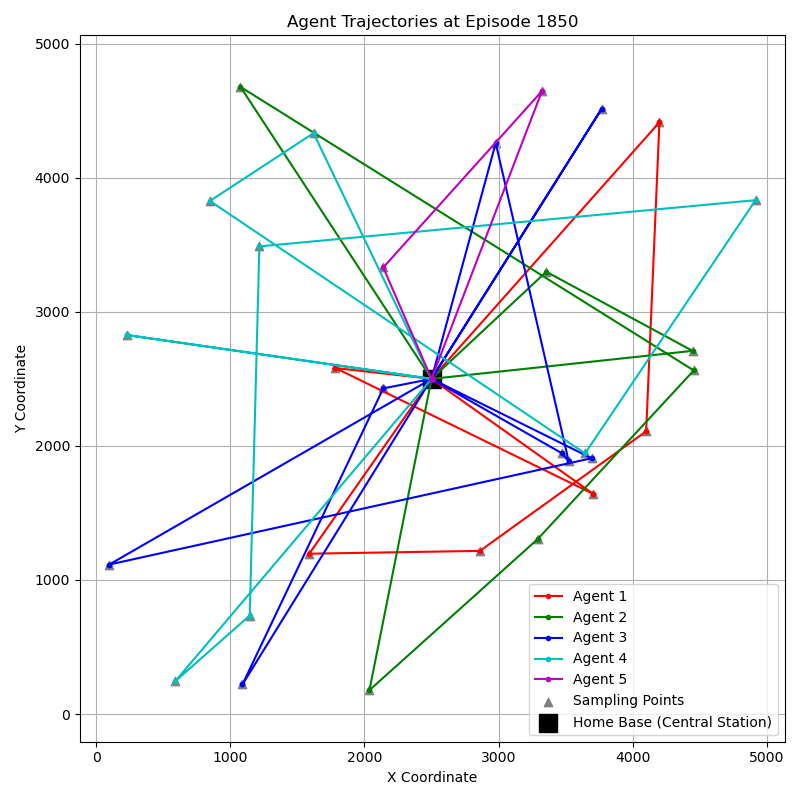 Agent Trajectories at Episode 1850
Y Coordinate
5000
4000
3000
2000
1000
0
0 1000 2000 3000 4000 5000
X Coordinate
Agent 1
Agent 2
Agent 3
Agent 4
Agent 5
Sampling Points
Home Base (Central Station)